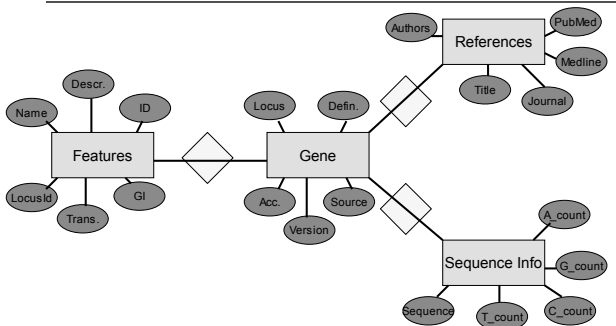 PubMed
Authors
References
Medline
Title
Journal
Descr.
Name
ID
Features
LocusId
GI
Trans.
Locus
Defin.
Gene
Acc.
Source
Version
A_count
Sequence Info
G_count
Sequence
T_count
C_count